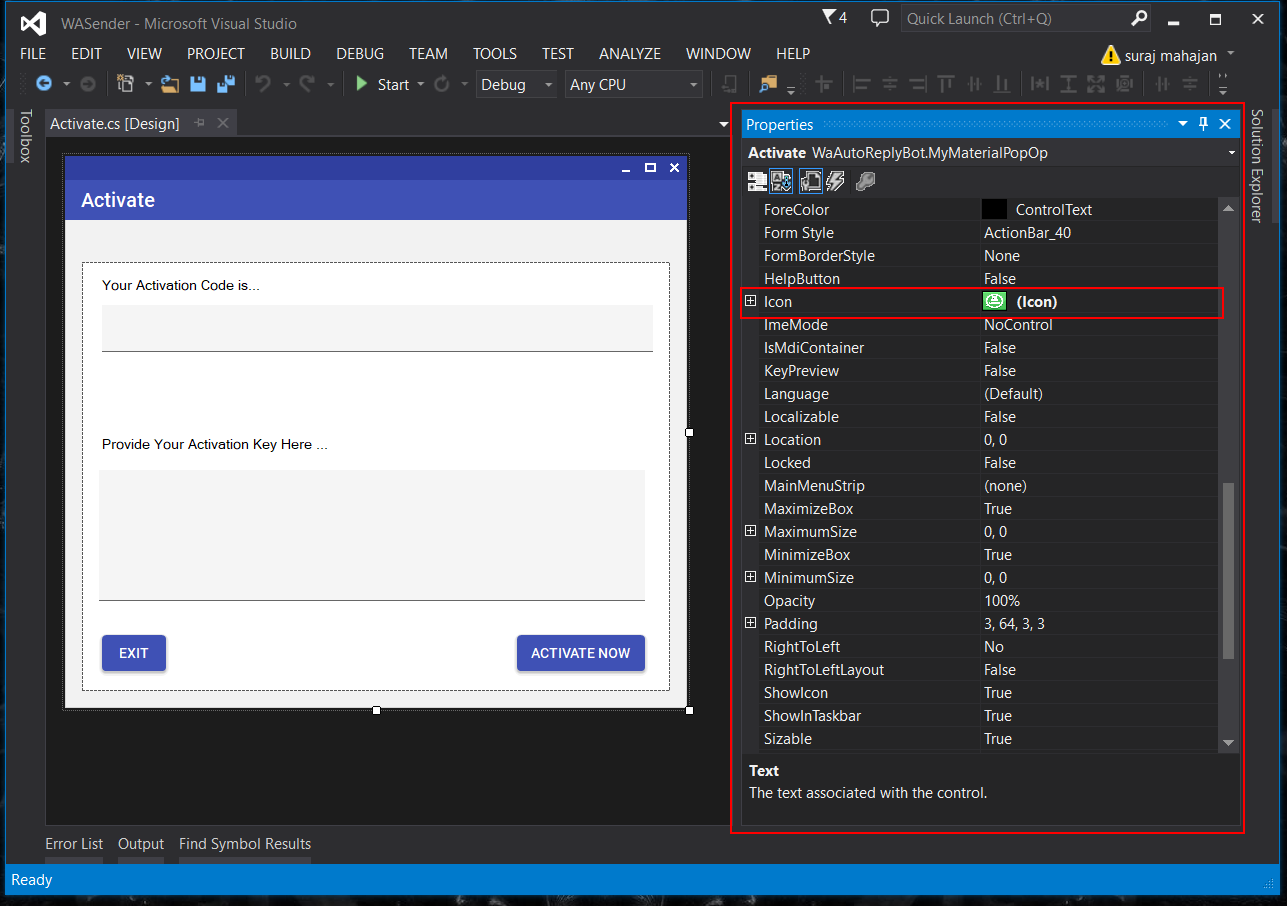 WASender - Microsoft Visual Studio
4
Quick Launch (Ctrl+Q)
FILE EDIT VIEW PROJECT BUILD DEBUG TEAM TOOLS TEST ANALYZE WINDOW HELP
suraj mahajan
Start Debug Any CPU
Toolbox
Activate.cs [Design]
Activate
Your Activation Code is...
Provide Your Activation Key Here ...
EXIT ACTIVATE NOW
Properties
Activate WaAutoReplyBot.MyMaterialPopOp
ForeColor ControlText
Form Style ActionBar_40
FormBorderStyle None
HelpButton False
Icon (Icon)
ImeMode NoControl
IsMdiContainer False
KeyPreview False
Language (Default)
Localizable False
Location 0, 0
Locked False
MainMenuStrip (none)
MaximizeBox True
MaximumSize 0, 0
MinimizeBox True
MinimumSize 0, 0
Opacity 100%
Padding 3, 64, 3, 3
RightToLeft No
RightToLeftLayout False
ShowIcon True
ShowInTaskbar True
Sizable True
Text
The text associated with the control.
Solution Explorer
Error List Output Find Symbol Results
Ready